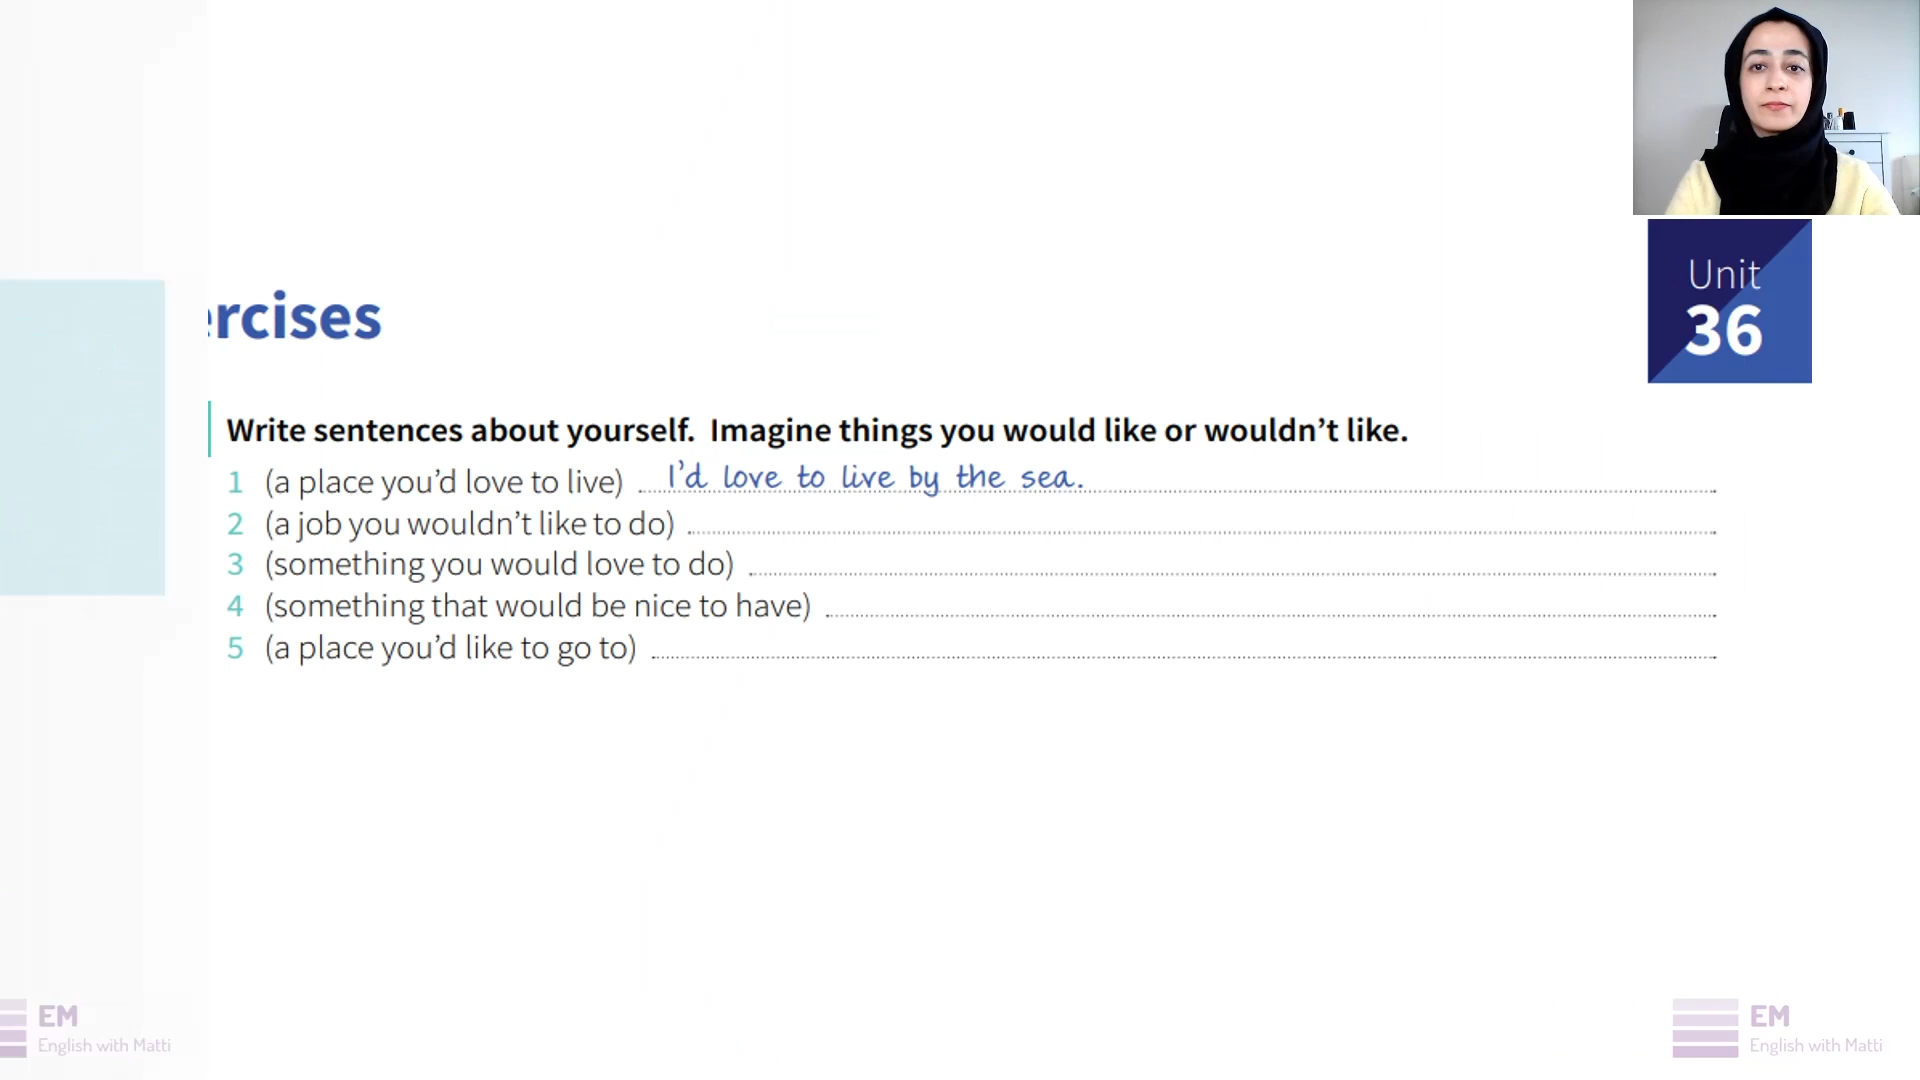 Unit
36
ercises
Write sentences about yourself. Imagine things you would like or wouldn't like.
1 (a place you'd love to live) I'd love to live by the sea.
2 (a job you wouldn't like to do)
3 (something you would love to do)
4 (something that would be nice to have)
5 (a place you'd like to go to)
EM
English with Matti
EM
English with Matti